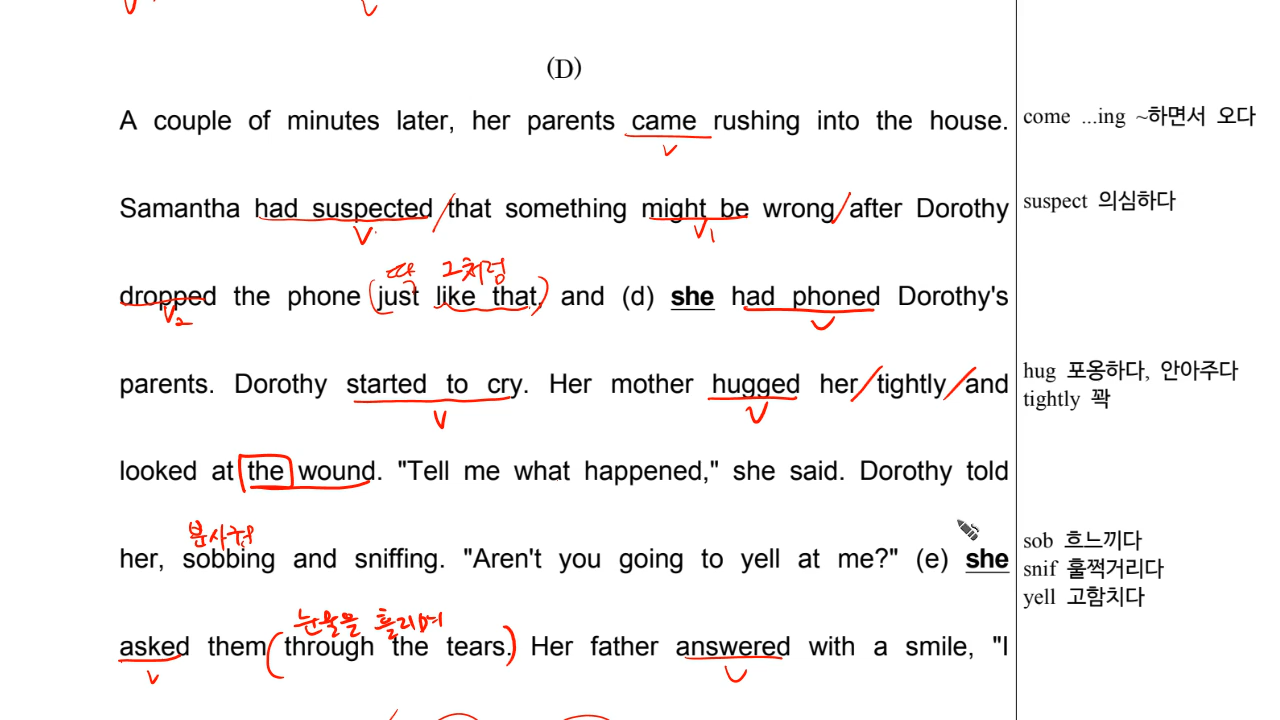 (D)
A couple of minutes later, her parents came rushing into the house.
come ...ing ~하면서 오다
V
Samantha had suspected that something might be wrong after Dorothy
suspect 의심하다
V V1
딱 그처럼
dropped the phone (just like that, and (d) she had phoned Dorothy's
V2 V
parents. Dorothy started to cry. Her mother hugged her tightly and
hug 포옹하다, 안아주다
tightly 꽉
V V
looked at the wound. "Tell me what happened," she said. Dorothy told
분사구
her, sobbing and sniffing. "Aren't you going to yell at me?" (e) she
sob 흐느끼다
snif 훌쩍거리다
yell 고함치다
눈물을 흘리며
asked them (through the tears.) Her father answered with a smile, "I
V V